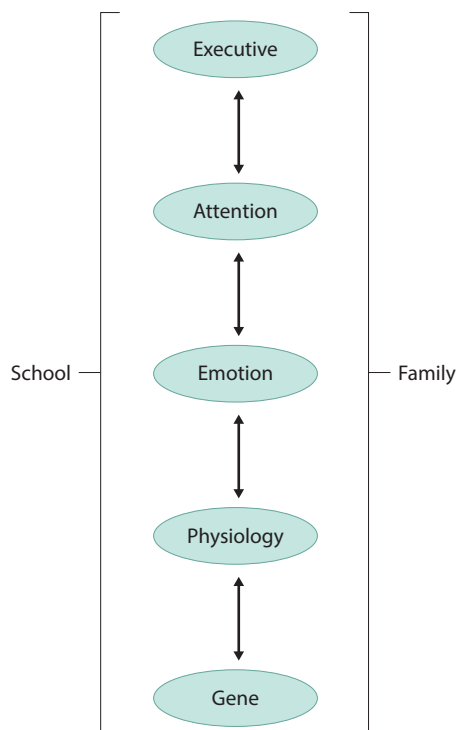 Executive
Attention
School
Emotion
Family
Physiology
Gene